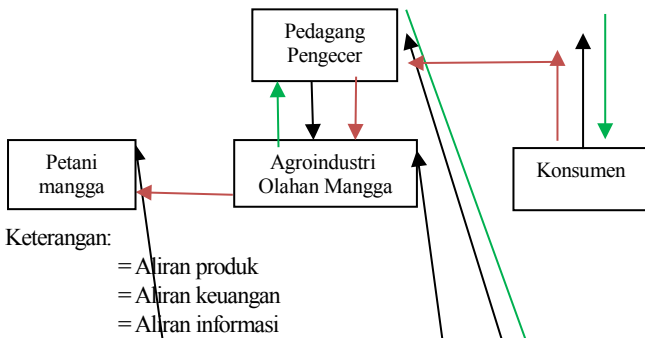 Pedagang
Pengecer
Petani
mangga
Agroindustri
Olahan Mangga
Konsumen
Keterangan:
= Aliran produk
= Aliran keuangan
= Aliran informasi